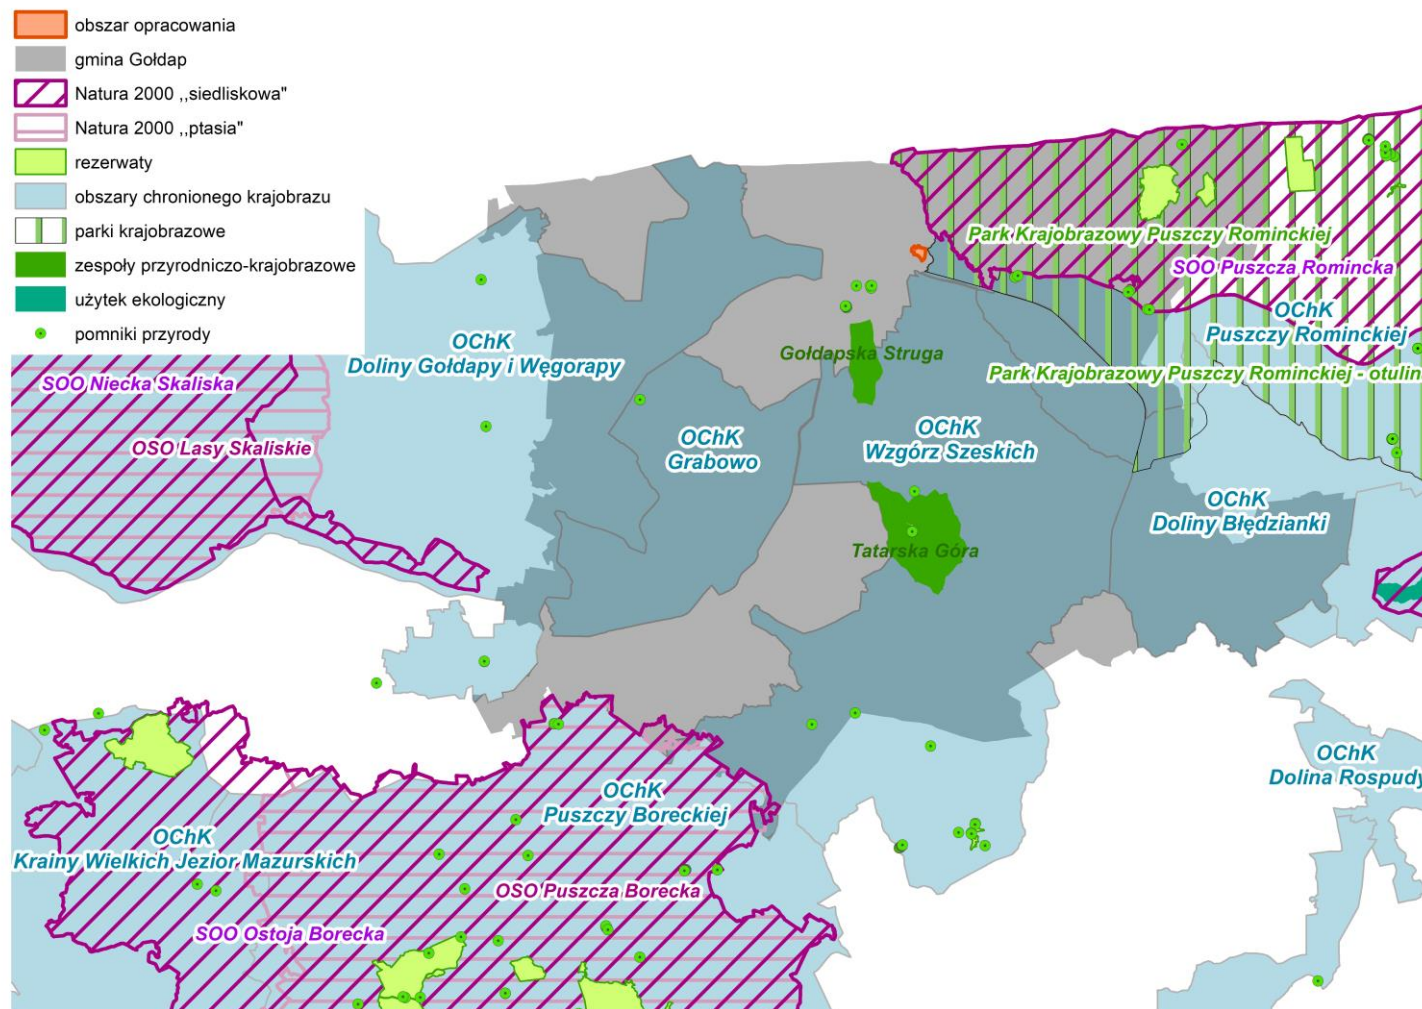 obszar opracowania
gmina Gołdap
Natura 2000 ,,siedliskowa"
Natura 2000 ,,ptasia"
rezerwaty
obszary chronionego krajobrazu
parki krajobrazowe
zespoły przyrodniczo-krajobrazowe
użytek ekologiczny
pomniki przyrody
Park Krajobrazowy Puszczy Rominckiej
SOO Puszcza Romincka
OChK
Puszczy Rominckiej
OChK
Doliny Gołdapy i Węgorapy
Gołdapska Struga
Park Krajobrazowy Puszczy Rominckiej - otulina
SOO Niecka Skaliska
OSO Lasy Skaliskie
OChK
Grabowo
OChK
Wzgórz Szeskich
OChK
Doliny Błędzianki
Tatarska Góra
OChK
Dolina Rospudy
OChK
Puszczy Boreckiej
OChK
Krainy Wielkich Jezior Mazurskich
OSO Puszcza Borecka
SOO Ostoja Borecka